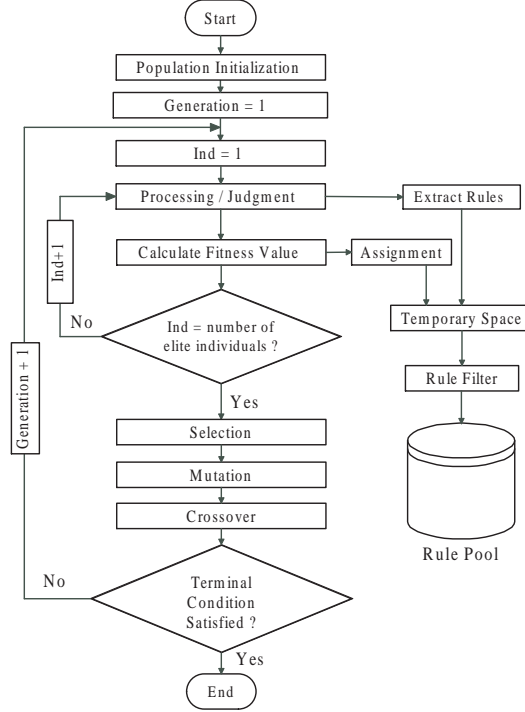 Start
Population Initialization
Generation = 1
Ind = 1
Processing / Judgment
Extract Rules
Ind+1
Calculate Fitness Value
Assignment
No
Ind = number of
elite individuals ?
Temporary Space
Generation + 1
Rule Filter
Yes
Selection
Mutation
Crossover
Rule Pool
No
Terminal
Condition
Satisfied ?
Yes
End